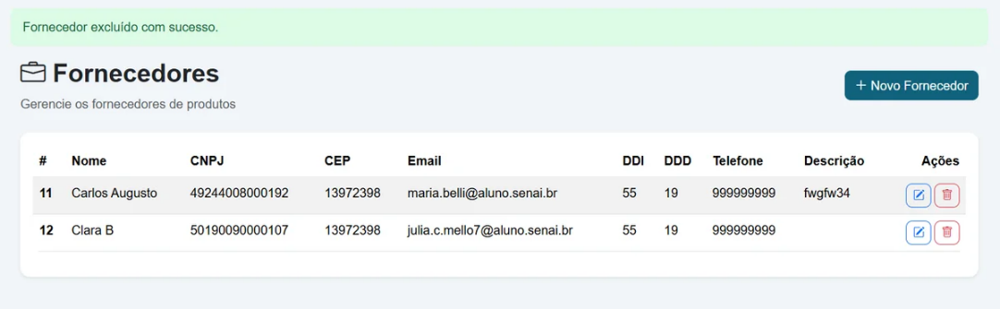 Fornecedor excluído com sucesso.
Fornecedores
+ Novo Fornecedor
Gerencie os fornecedores de produtos
# Nome CNPJ CEP Email DDI DDD Telefone Descrição Ações
11 Carlos Augusto 49244008000192 13972398 maria.belli@aluno.senai.br 55 19 999999999 fwgfw34
12 Clara B 50190090000107 13972398 julia.c.mello7@aluno.senai.br 55 19 999999999